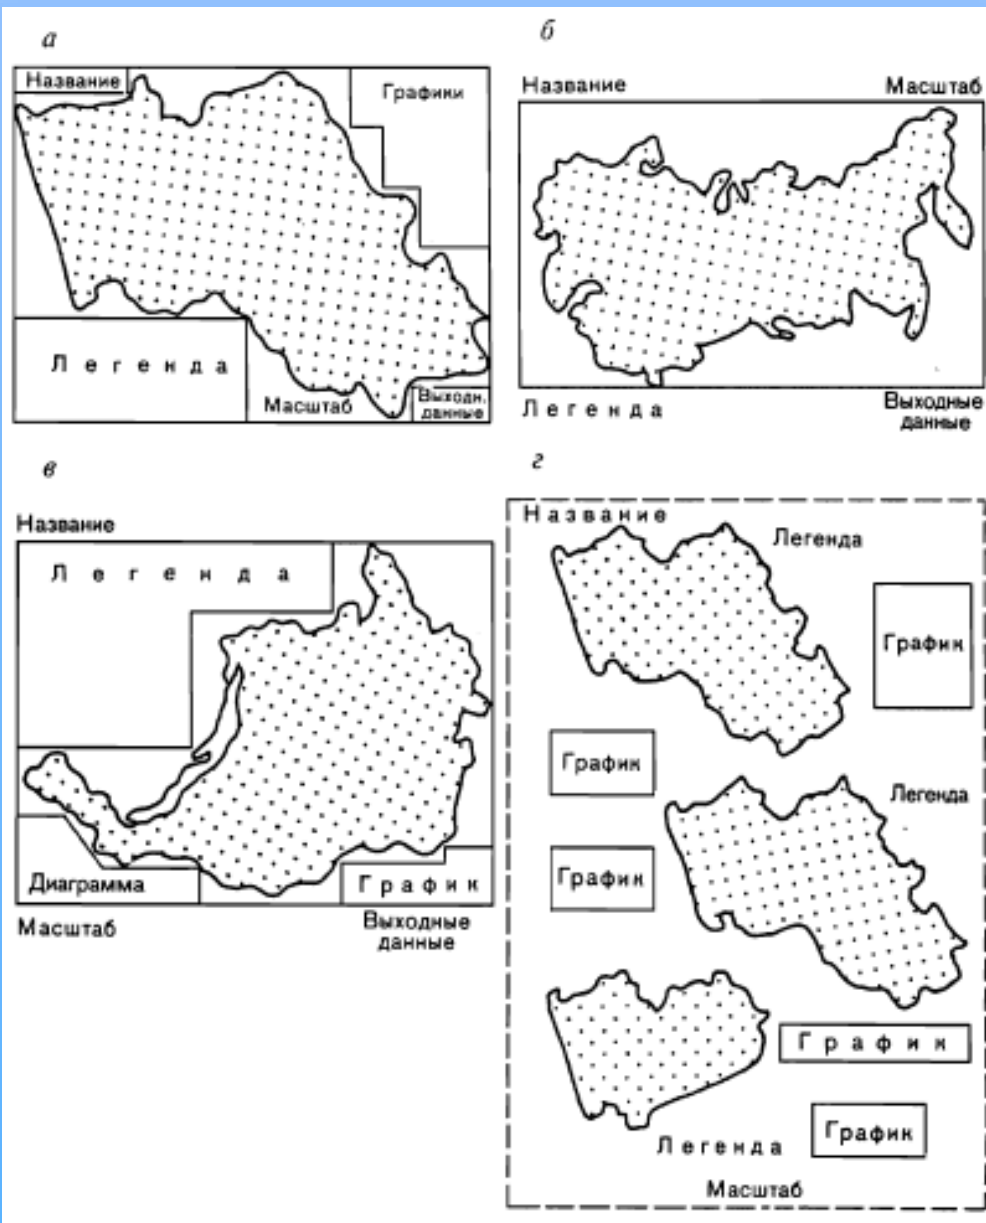 а
Название
Графики
Легенда
Масштаб
Выходн.
данные
б
Название
Масштаб
Легенда
Выходные
данные
в
Название
Легенда
Диаграмма
График
Масштаб
Выходные
данные
г
Название
Легенда
График
График
Легенда
График
График
График
Легенда
Масштаб